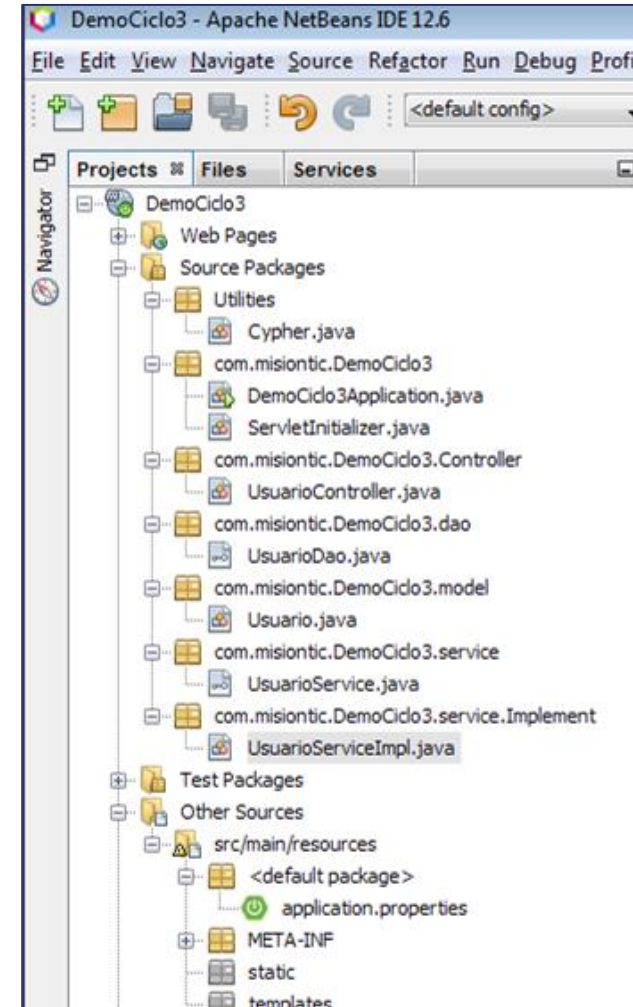 DemoCiclo3 - Apache NetBeans IDE 12.6
File Edit View Navigate Source Refactor Run Debug Profi
<default config>
Projects Files Services
Navigator
DemoCiclo3
Web Pages
Source Packages
Utilities
Cypher.java
com.misiontic.DemoCiclo3
DemoCiclo3Application.java
ServletInitializer.java
com.misiontic.DemoCiclo3.Controller
UsuarioController.java
com.misiontic.DemoCiclo3.dao
UsuarioDao.java
com.misiontic.DemoCiclo3.model
Usuario.java
com.misiontic.DemoCiclo3.service
UsuarioService.java
com.misiontic.DemoCiclo3.service.Implement
UsuarioServiceImpl.java
Test Packages
Other Sources
src/main/resources
<default package>
application.properties
META-INF
static
templates